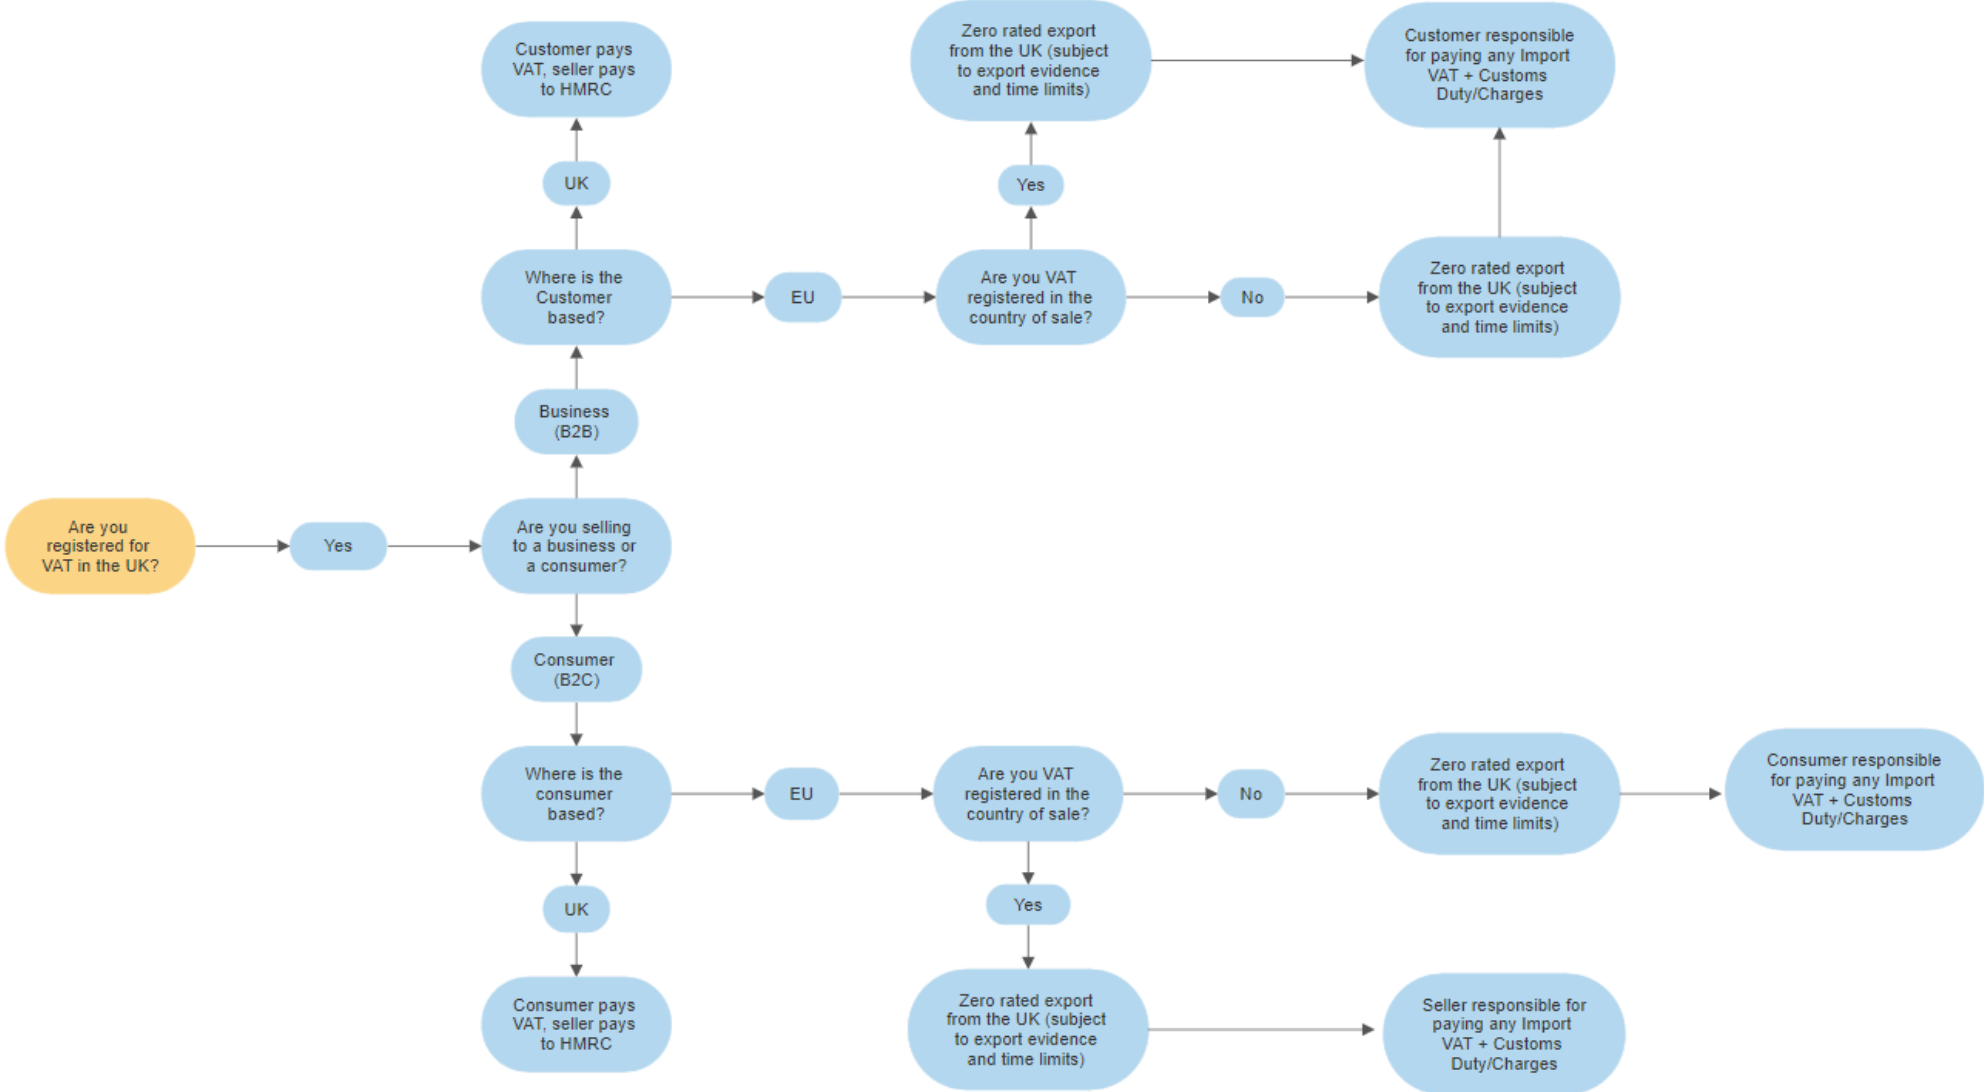 Customer pays
VAT, seller pays
to HMRC
Zero rated export
from the UK (subject
to export evidence
and time limits)
Customer responsible
for paying any Import
VAT + Customs
Duty/Charges
UK
Yes
Where is the
Customer
based?
EU
Are you VAT
registered in the
country of sale?
No
Zero rated export
from the UK (subject
to export evidence
and time limits)
Business
(B2B)
Are you
registered for
VAT in the UK?
Yes
Are you selling
to a business or
a consumer?
Consumer
(B2C)
Where is the
consumer
based?
EU
Are you VAT
registered in the
country of sale?
No
Zero rated export
from the UK (subject
to export evidence
and time limits)
Consumer responsible
for paying any Import
VAT + Customs
Duty/Charges
UK
Yes
Consumer pays
VAT, seller pays
to HMRC
Zero rated export
from the UK (subject
to export evidence
and time limits)
Seller responsible for
paying any Import
VAT + Customs
Duty/Charges